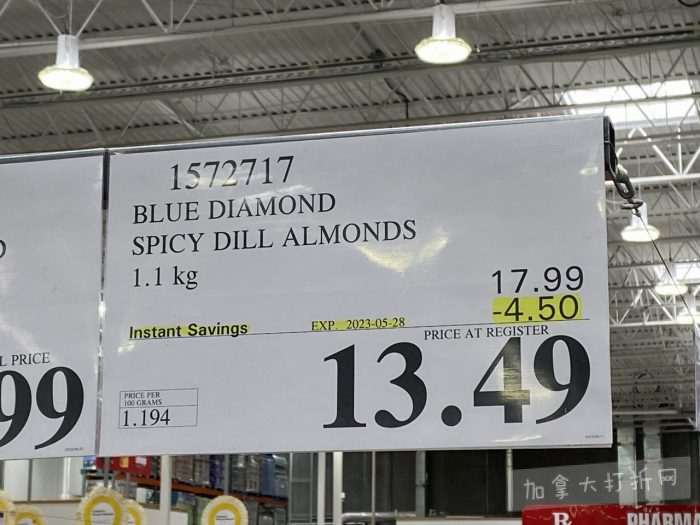 1572717
BLUE DIAMOND
SPICY DILL ALMONDS
1.1 kg
17.99
-4.50
Instant Savings EXP. 2023-05-28
PRICE AT REGISTER
13.49
PRICE PER
100 GRAMS
1.194
L PRICE
99
加拿大打折网
PHARMA